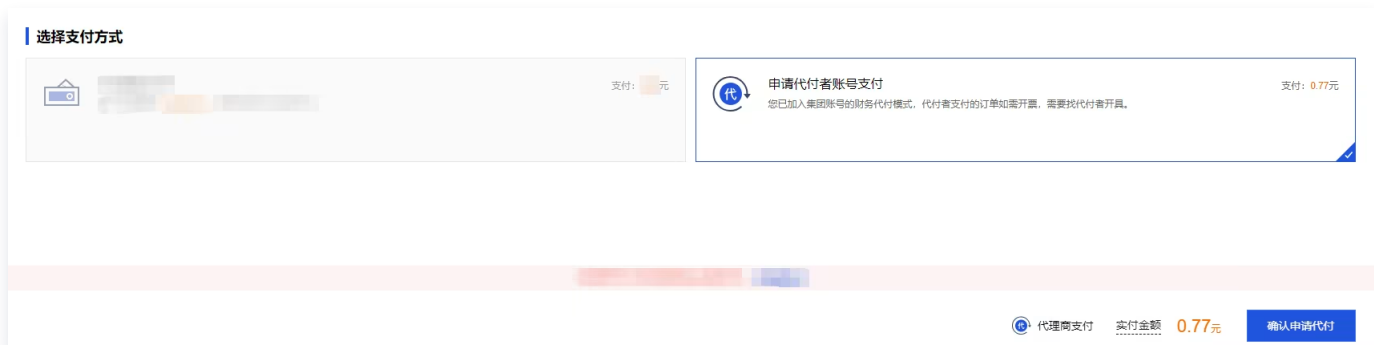 选择支付方式
支付： 元
代
申请代付者账号支付
支付：0.77元
您已加入集团账号的财务代付模式，代付者支付的订单如需开票，需要找代付者开具。
代 代理商支付 实付金额 0.77元 确认申请代付